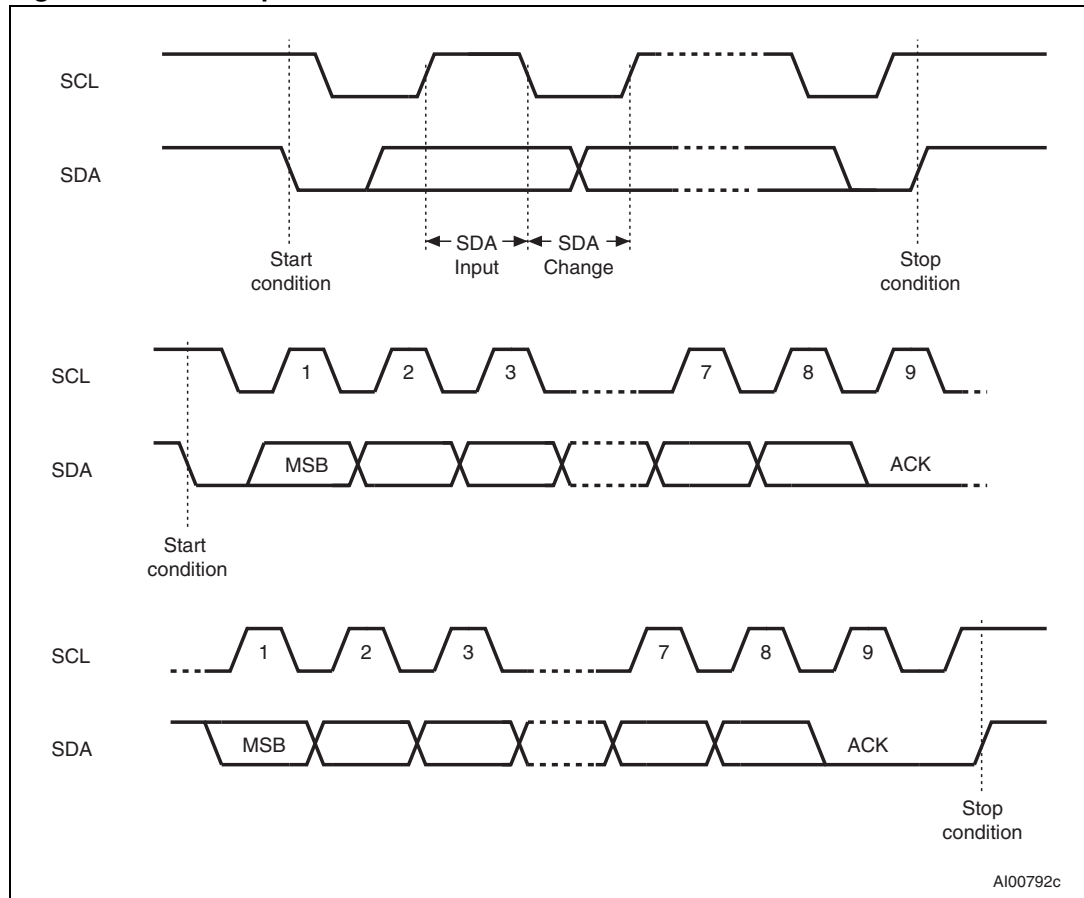 SCL
SDA
SDA
Input
SDA
Change
Start
condition
Stop
condition
SCL
1 2 3 7 8 9
SDA
MSB
ACK
Start
condition
SCL
1 2 3 7 8 9
SDA
MSB
ACK
Stop
condition
AI00792c